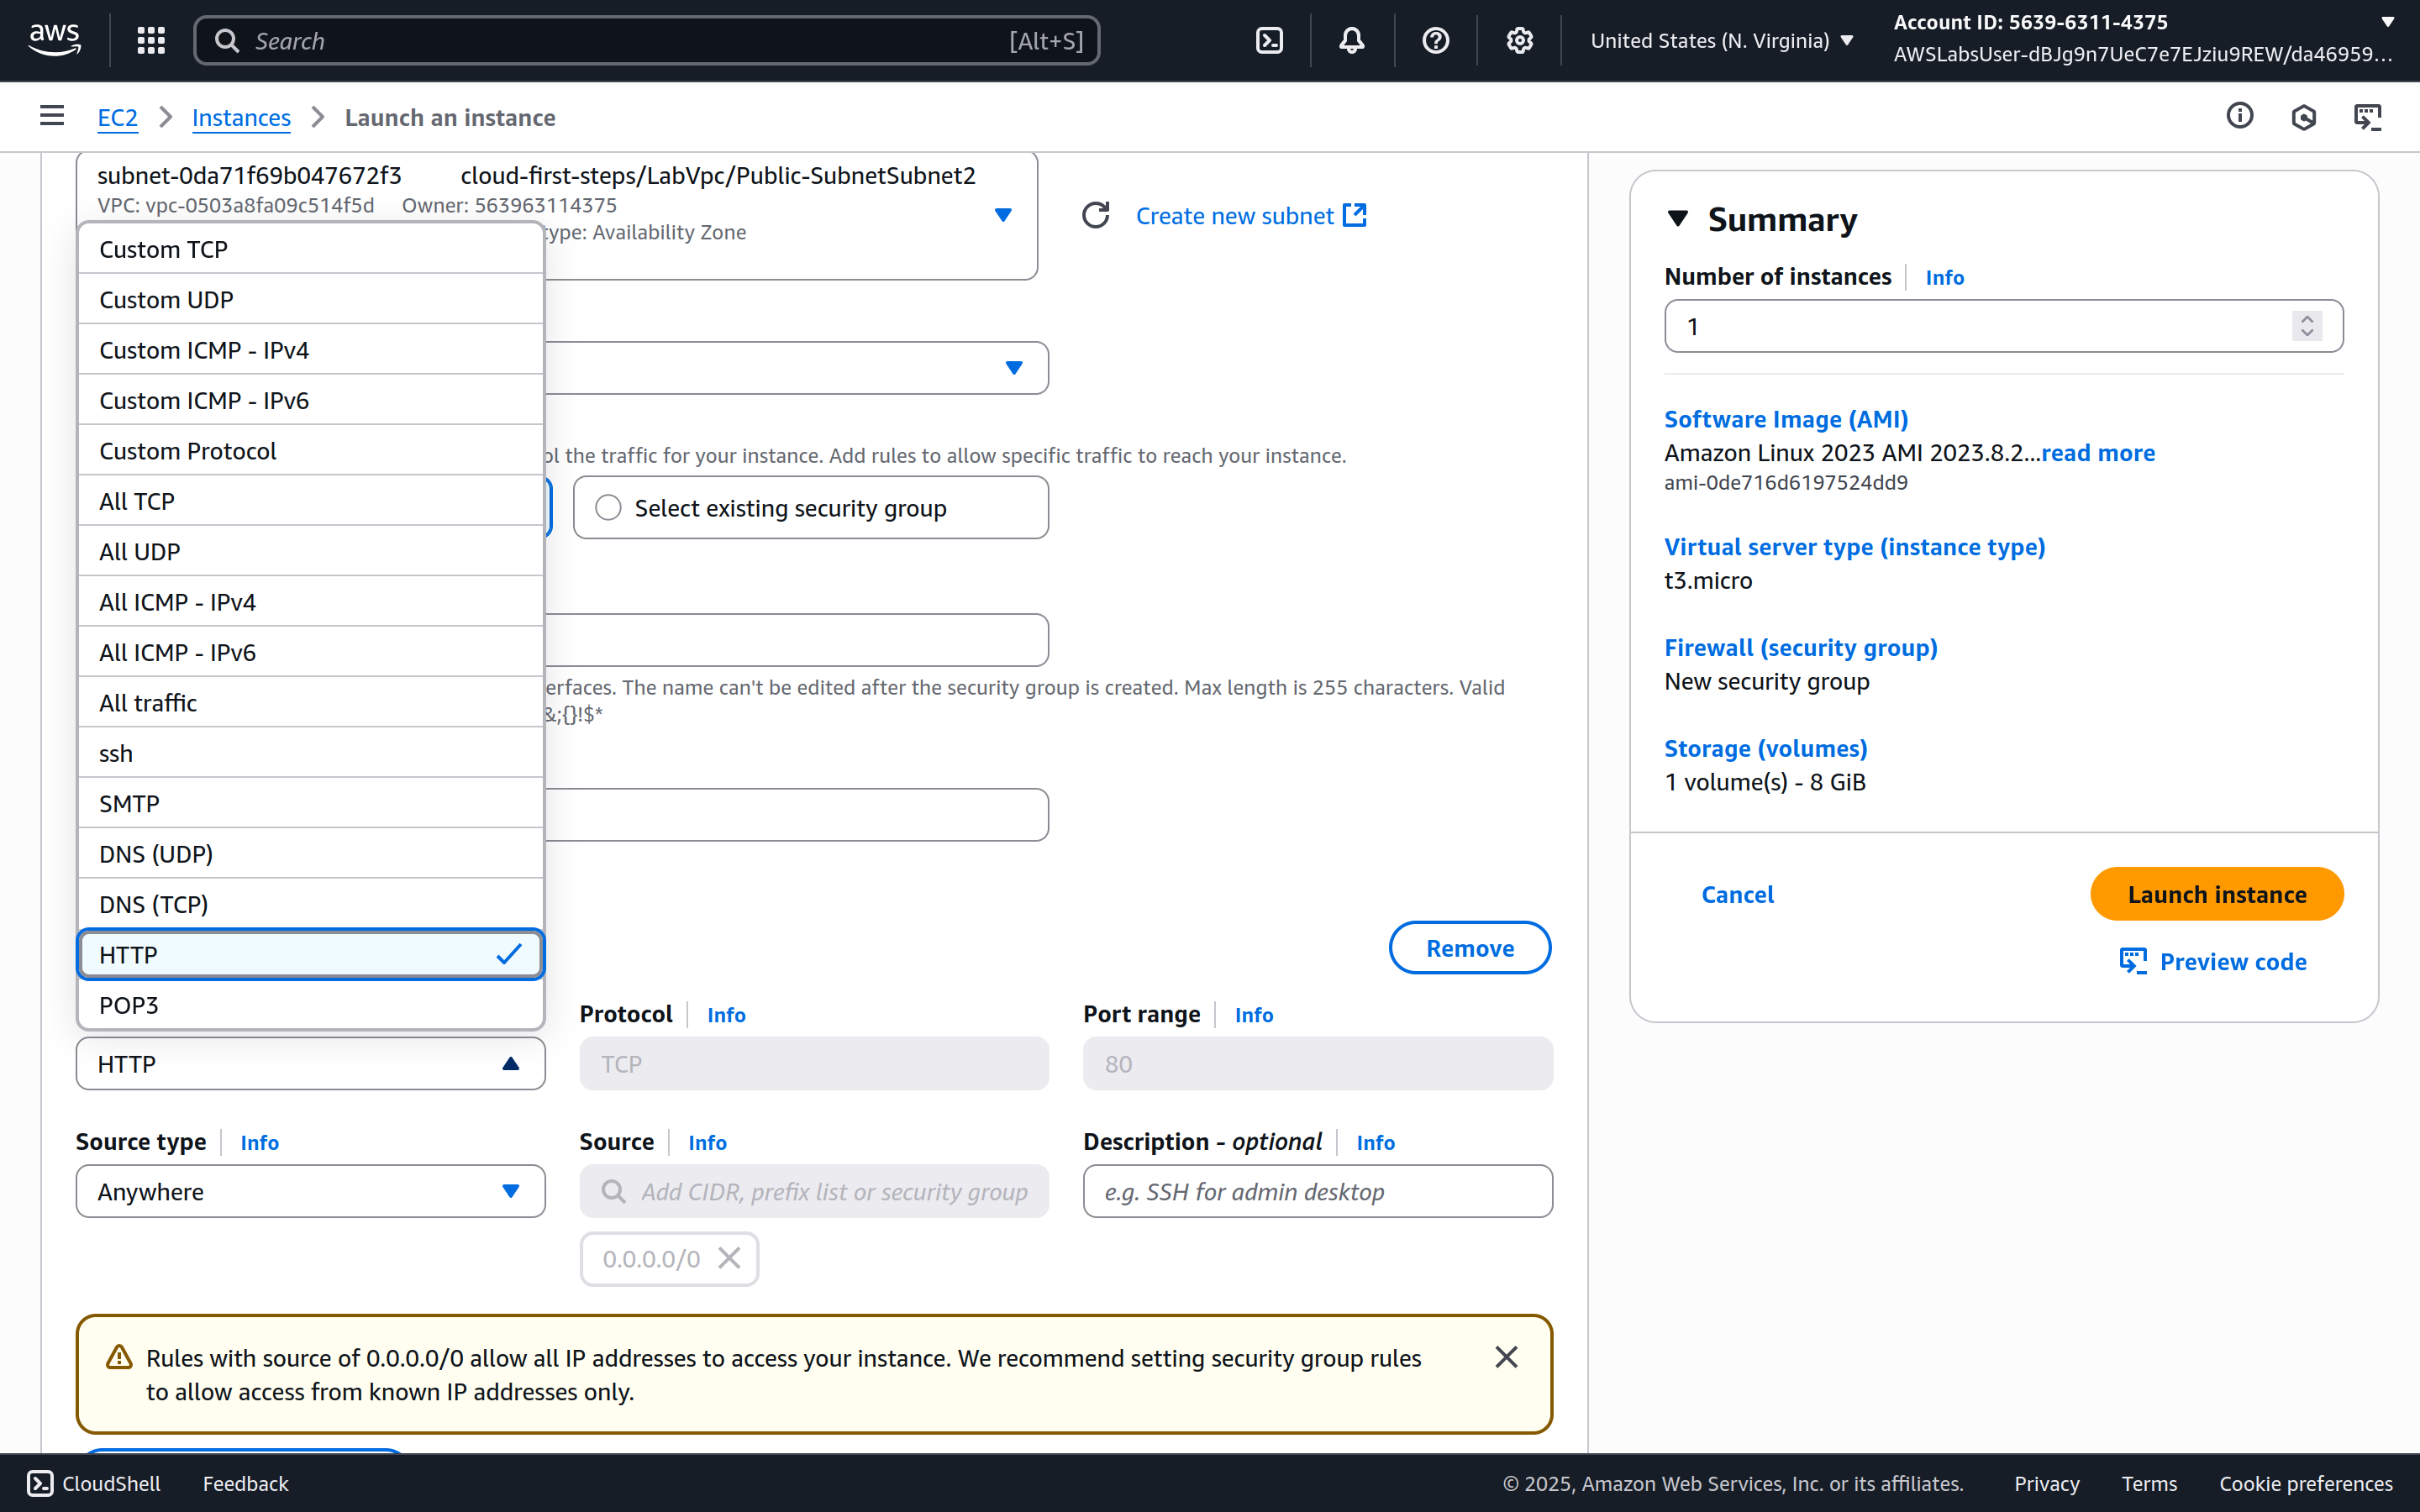 aws
Search [Alt+S]
United States (N. Virginia)
Account ID: 5639-6311-4375
AWSLabsUser-dBJg9n7UeC7e7EJziu9REW/da46959...
EC2 > Instances > Launch an instance
subnet-0da71f69b047672f3 cloud-first-steps/LabVpc/Public-SubnetSubnet2
VPC: vpc-0503a8fa09c514f5d Owner: 563963114375
type: Availability Zone
Create new subnet
Custom TCP
Custom UDP
Custom ICMP - IPv4
Custom ICMP - IPv6
Custom Protocol
All TCP
All UDP
All ICMP - IPv4
All ICMP - IPv6
All traffic
ssh
SMTP
DNS (UDP)
DNS (TCP)
HTTP
POP3
the traffic for your instance. Add rules to allow specific traffic to reach your instance.
Select existing security group
erfaces. The name can't be edited after the security group is created. Max length is 255 characters. Valid
&;{}!$*
Remove
Protocol Info
Port range Info
HTTP
TCP
80
Source type Info
Source Info
Description - optional Info
Anywhere
Add CIDR, prefix list or security group
e.g. SSH for admin desktop
0.0.0.0/0
Rules with source of 0.0.0.0/0 allow all IP addresses to access your instance. We recommend setting security group rules
to allow access from known IP addresses only.
Summary
Number of instances Info
1
Software Image (AMI)
Amazon Linux 2023 AMI 2023.8.2...read more
ami-0de716d6197524dd9
Virtual server type (instance type)
t3.micro
Firewall (security group)
New security group
Storage (volumes)
1 volume(s) - 8 GiB
Cancel
Launch instance
Preview code
CloudShell Feedback
© 2025, Amazon Web Services, Inc. or its affiliates. Privacy Terms Cookie preferences